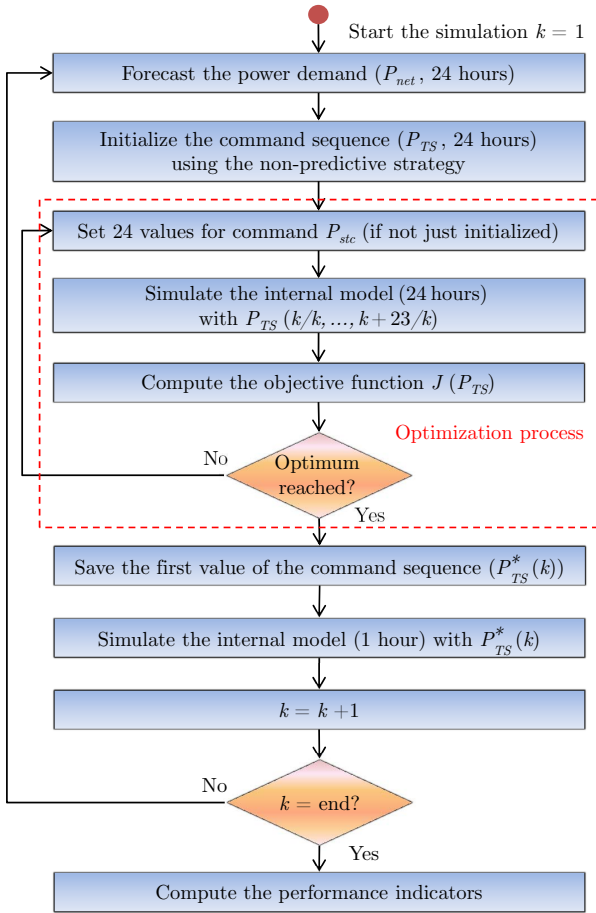 Start the simulation k = 1
Forecast the power demand (P_net, 24 hours)
Initialize the command sequence (P_TS, 24 hours)
using the non-predictive strategy
Set 24 values for command P_stc (if not just initialized)
Simulate the internal model (24 hours)
with P_TS (k/k, ..., k + 23/k)
Compute the objective function J (P_TS)
Optimization process
No
Optimum
reached?
Yes
Save the first value of the command sequence (P*_TS (k))
Simulate the internal model (1 hour) with P*_TS (k)
k = k +1
No
k = end?
Yes
Compute the performance indicators